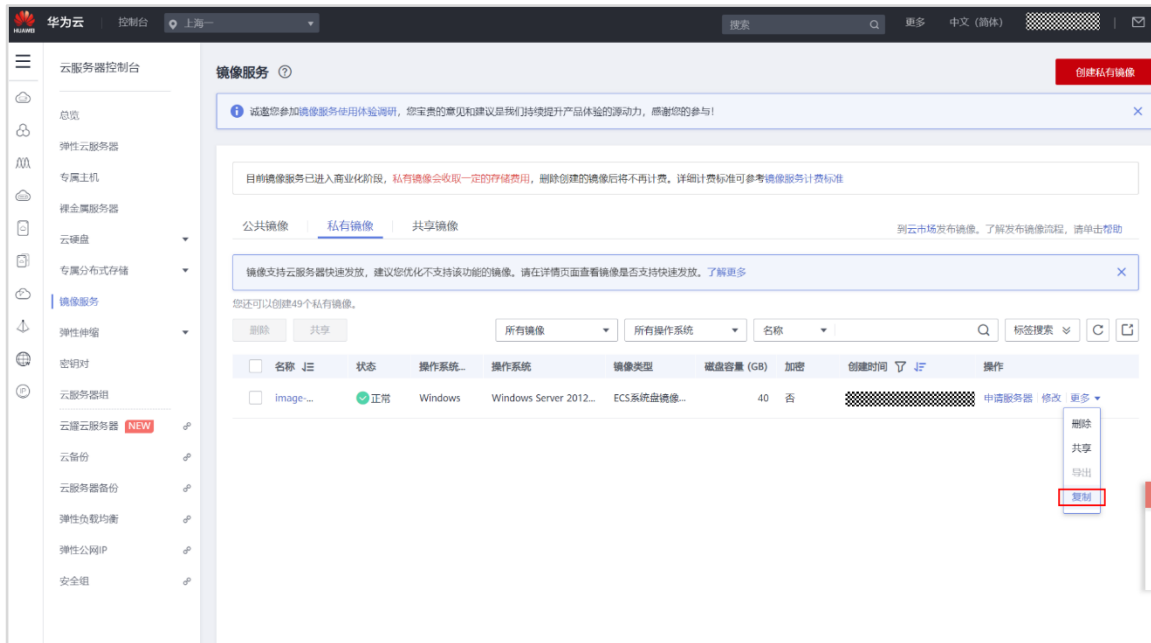 HUAWEI 华为云 控制台 上海一 搜索 更多 中文 (简体)
云服务器控制台
总览
弹性云服务器
专属主机
裸金属服务器
云硬盘
专属分布式存储
镜像服务
弹性伸缩
密钥对
云服务器组
云耀云服务器 NEW
云备份
云服务器备份
弹性负载均衡
弹性公网IP
安全组
镜像服务 创建私有镜像
诚邀您参加镜像服务使用体验调研，您宝贵的意见和建议是我们持续提升产品体验的源动力，感谢您的参与!
目前镜像服务已进入商业化阶段，私有镜像会收取一定的存储费用，删除创建的镜像后将不再计费。详细计费标准可参考镜像服务计费标准
公共镜像 私有镜像 共享镜像 到云市场发布镜像。了解发布镜像流程，请单击帮助
镜像支持云服务器快速发放，建议您优化不支持该功能的镜像。请在详情页面查看镜像是否支持快速发放。了解更多
您还可以创建49个私有镜像。
删除 共享 所有镜像 所有操作系统 名称 标签搜索
名称 状态 操作系统... 操作系统 镜像类型 磁盘容量 (GB) 加密 创建时间 操作
image-... 正常 Windows Windows Server 2012... ECS系统盘镜像... 40 否 申请服务器 修改 更多
删除
共享
导出
复制